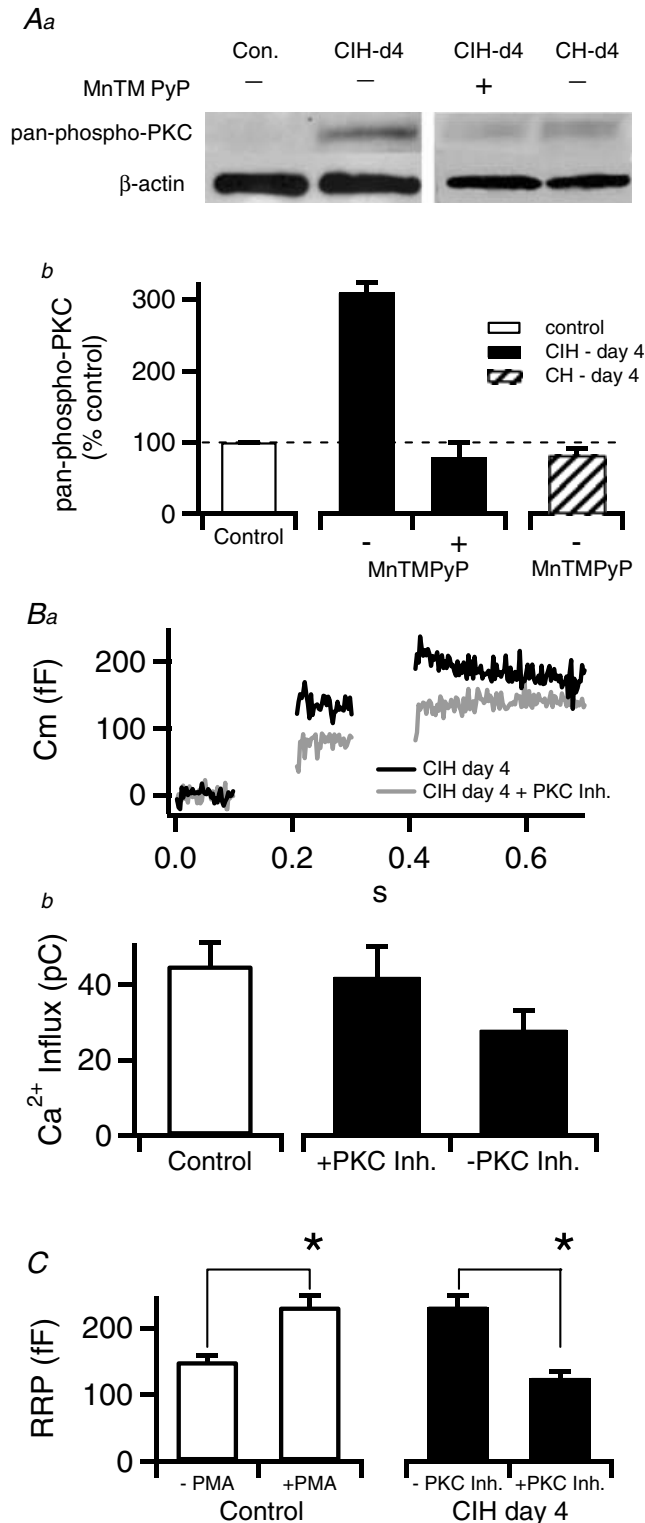 Aa
Con. CIH-d4 CIH-d4 CH-d4
MnTM PyP – – + –
pan-phospho-PKC
β-actin
b
pan-phospho-PKC
(% control)
300
200
100
0
control
CIH - day 4
CH - day 4
Control
- + -
MnTMPyP MnTMPyP
Ba
Cm (fF)
200
100
0
CIH day 4
CIH day 4 + PKC Inh.
0.0 0.2 0.4 0.6
s
b
Ca2+ Influx (pC)
40
20
0
Control +PKC Inh. -PKC Inh.
C
* *
RRP (fF)
200
100
0
- PMA +PMA - PKC Inh. +PKC Inh.
Control CIH day 4